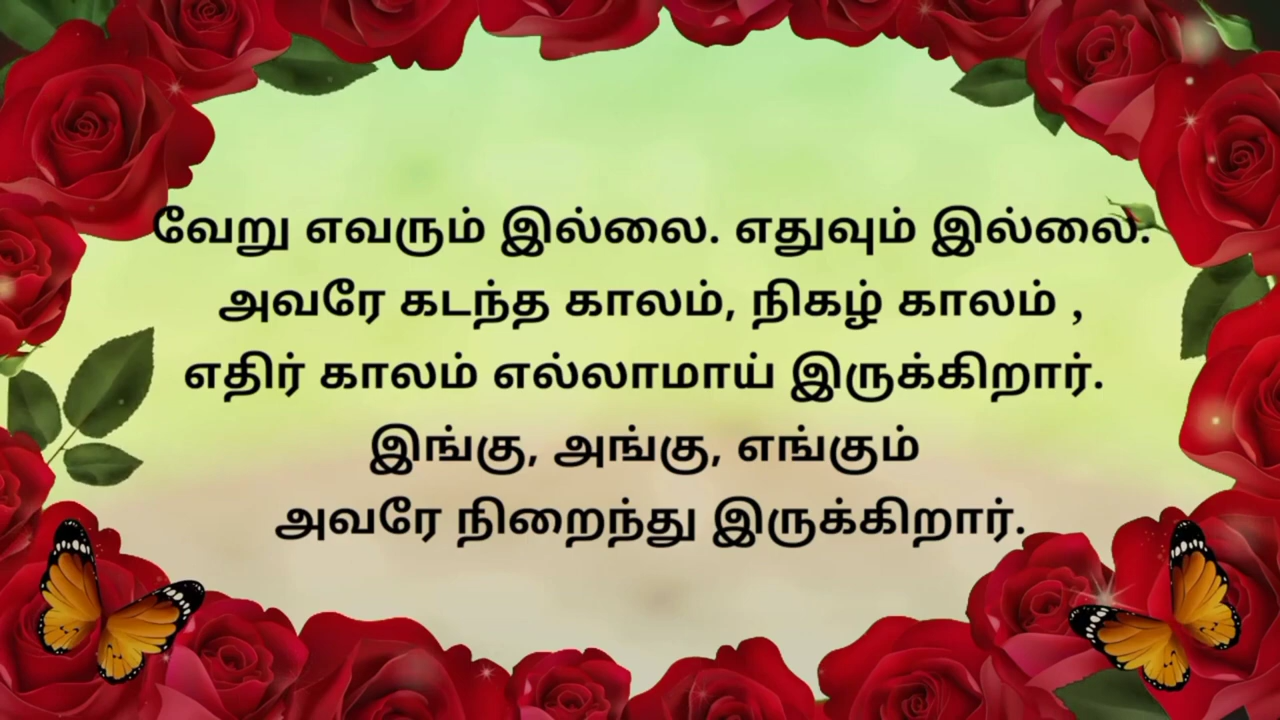 வேறு எவரும் இல்லை. எதுவும் இல்லை.
அவரே கடந்த காலம், நிகழ் காலம் ,
எதிர் காலம் எல்லாமாய் இருக்கிறார்.
இங்கு, அங்கு, எங்கும்
அவரே நிறைந்து இருக்கிறார்.